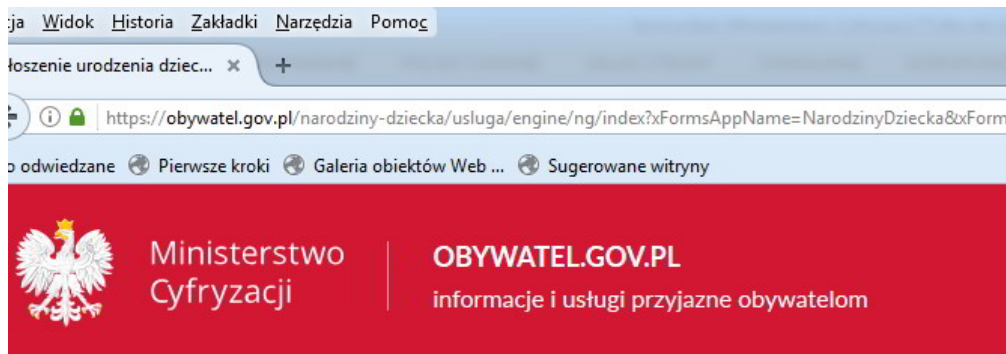 cja Widok Historia Zakładki Narzędzia Pomoc
łoszenie urodzenia dziec... × +
https://obywatel.gov.pl/narodziny-dziecka/usluga/engine/ng/index?xFormsAppName=NarodzinyDziecka&xForm
o odwiedzane Pierwsze kroki Galeria obiektów Web ... Sugerowane witryny
Ministerstwo
Cyfryzacji
OBYWATEL.GOV.PL
informacje i usługi przyjazne obywatelom